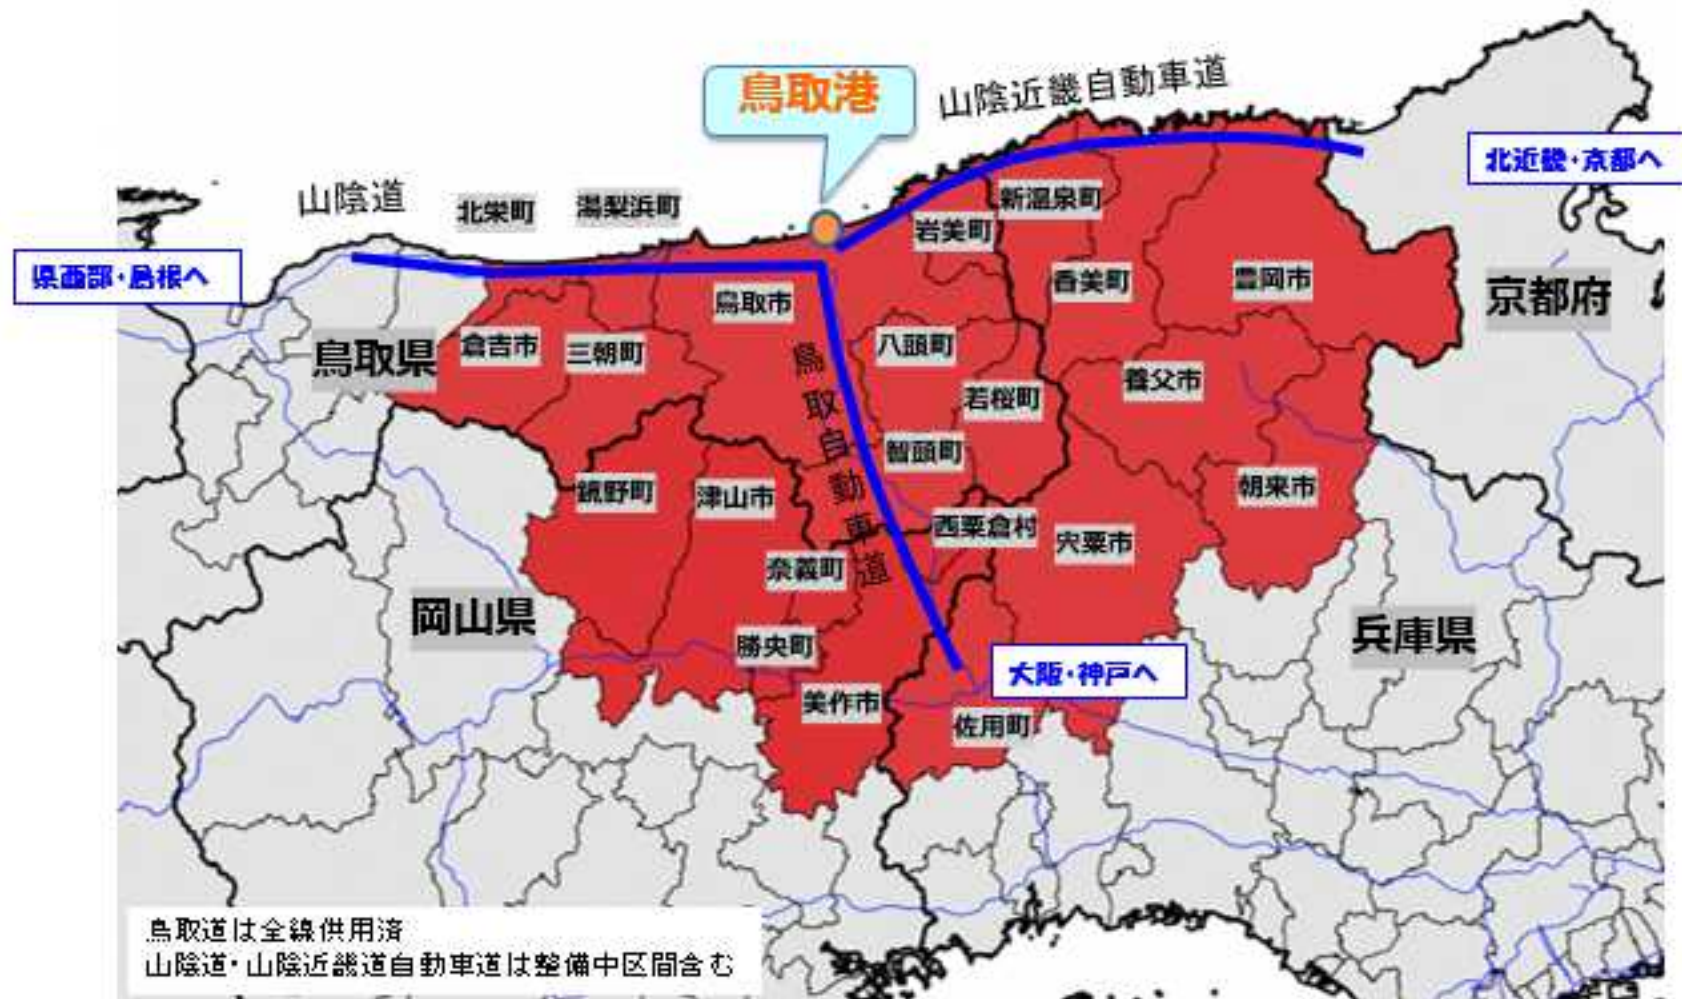 鳥取港
山陰近畿自動車道
北近畿・京都へ
山陰道
北栄町
湯梨浜町
新温泉町
岩美町
県西部・島根へ
香美町
豊岡市
京都府
鳥取市
鳥取県
倉吉市
三朝町
八頭町
養父市
若桜町
鳥取自動車道
智頭町
鏡野町
津山市
朝来市
西粟倉村
宍粟市
奈義町
岡山県
兵庫県
勝央町
大阪・神戸へ
美作市
佐用町
鳥取道は全線供用済
山陰道・山陰近畿道自動車道は整備中区間含む